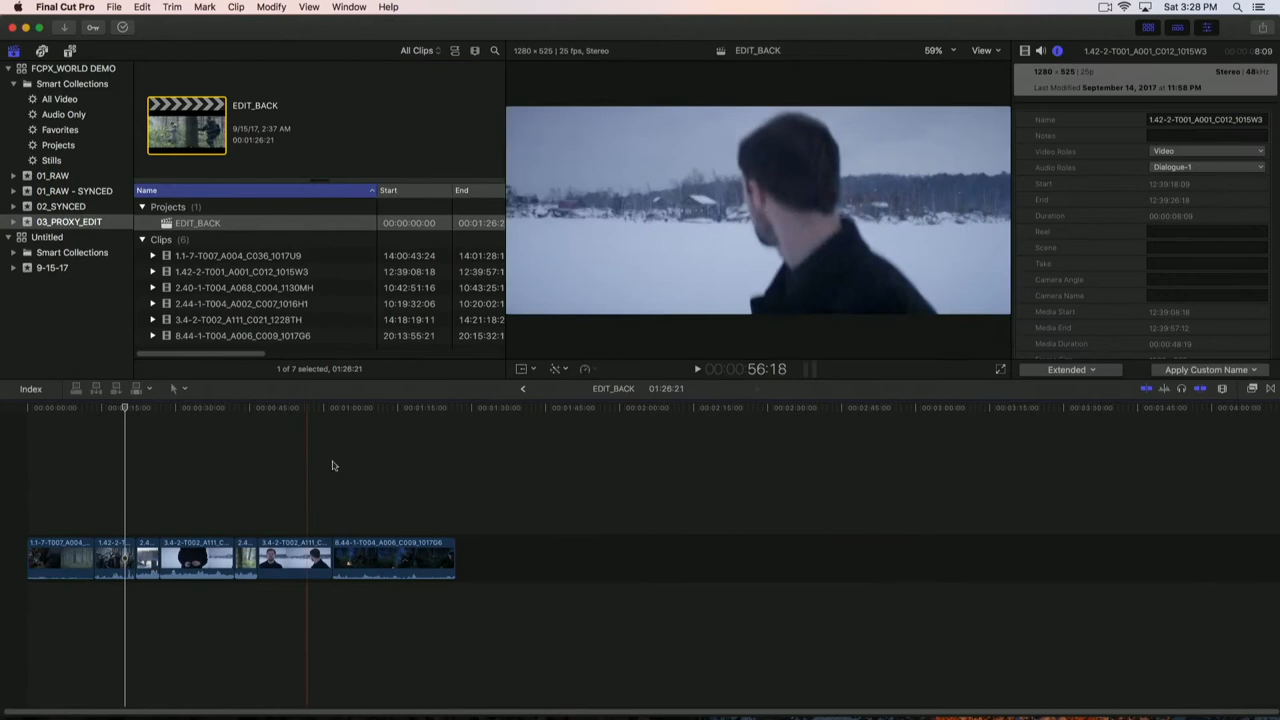 Final Cut Pro File Edit Trim Mark Clip Modify View Window Help Sat 3:28 PM
All Clips
1280 × 525 | 25 fps, Stereo EDIT_BACK 59% View
1.42-2-T001_A001_C012_1015W3 8:09
FCPX_WORLD DEMO
Smart Collections
All Video
Audio Only
Favorites
Projects
Stills
01_RAW
01_RAW - SYNCED
02_SYNCED
03_PROXY_EDIT
Untitled
Smart Collections
9-15-17
EDIT_BACK
9/15/17, 2:37 AM
00:01:26:21
Name Start End
Projects (1)
EDIT_BACK 00:00:00:00 00:01:26:2
Clips (6)
1.1-7-T007_A004_C036_1017U9 14:00:43:24 14:01:28:1
1.42-2-T001_A001_C012_1015W3 12:39:08:18 12:39:57:1
2.40-1-T004_A068_C004_1130MH 10:42:51:16 10:43:25:1
2.44-1-T004_A002_C007_1016H1 10:19:32:06 10:20:02:1
3.4-2-T002_A111_C021_1228TH 14:18:19:11 14:21:18:1
8.44-1-T004_A006_C009_1017G6 20:13:55:21 20:15:32:1
1 of 7 selected, 01:26:21
00:00:56:18
1280 × 525 | 25p Stereo | 48kHz
Last Modified September 14, 2017 at 11:58 PM
Name 1.42-2-T001_A001_C012_1015W3
Notes
Video Roles Video
Audio Roles Dialogue-1
Start 12:39:18:09
End 12:39:26:18
Duration 00:00:08:09
Reel
Scene
Take
Camera Angle
Camera Name
Media Start 12:39:08:18
Media End 12:39:57:12
Media Duration 00:00:48:19
Extended Apply Custom Name
Index EDIT_BACK 01:26:21
00:00:00:00 00:00:30:00 00:00:45:00 00:01:00:00 00:01:15:00 00:01:30:00 00:01:45:00 00:02:00:00 00:02:15:00 00:02:30:00 00:02:45:00 00:03:00:00 00:03:15:00 00:03:30:00 00:03:45:00 00:04:00:00
1.1-7-T007_A004_... 1.42-2-T... 2.4... 3.4-2-T002_A111_C... 2.4... 3.4-2-T002_A111_C... 8.44-1-T004_A006_C009_1017G6